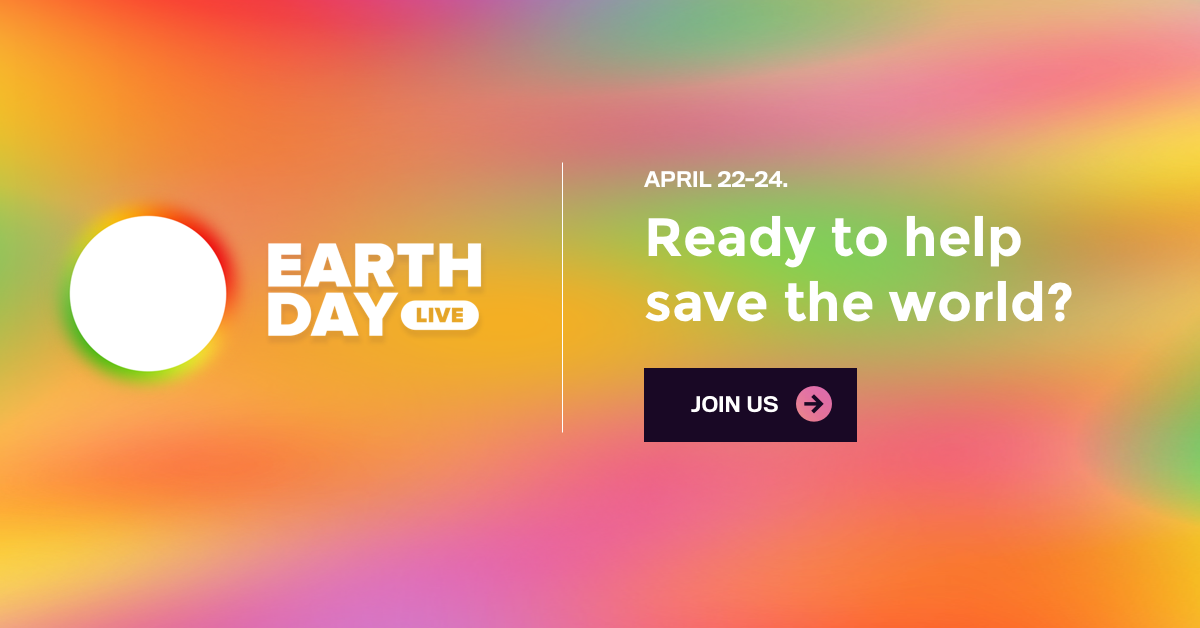 EARTH
DAY LIVE
APRIL 22-24.
Ready to help
save the world?
JOIN US